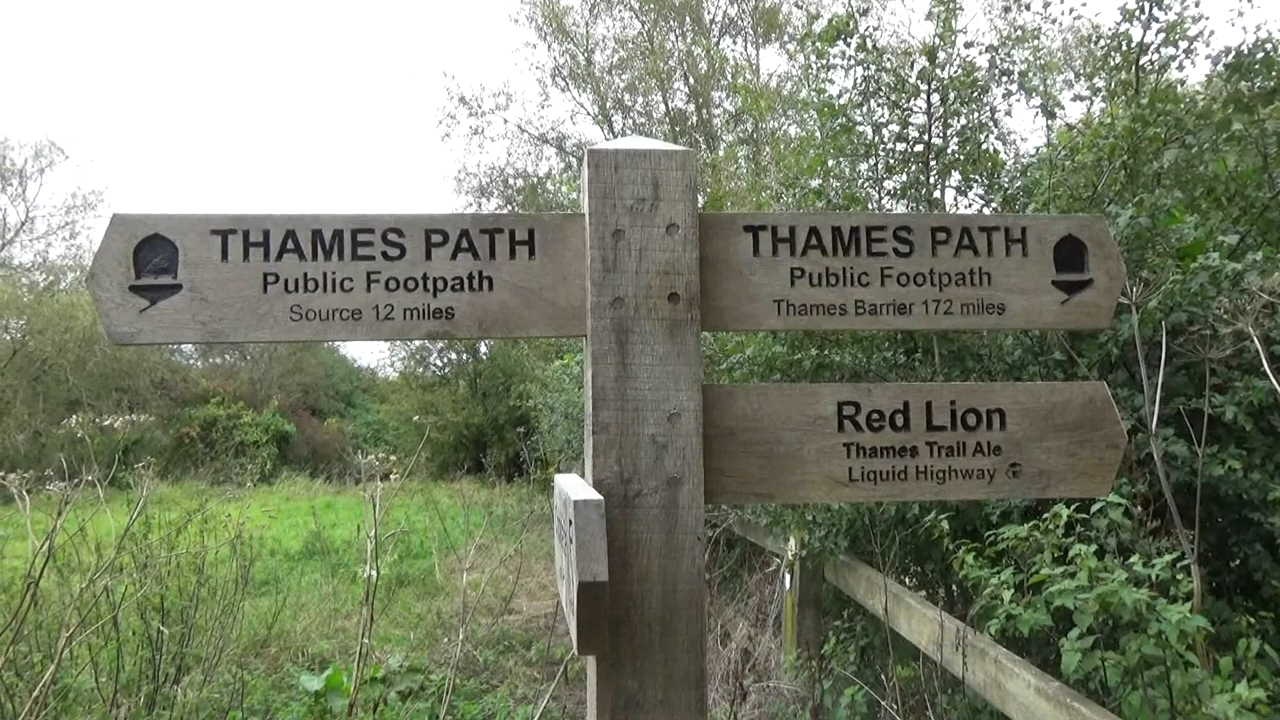 THAMES PATH
Public Footpath
Source 12 miles
THAMES PATH
Public Footpath
Thames Barrier 172 miles
Red Lion
Thames Trail Ale
Liquid Highway